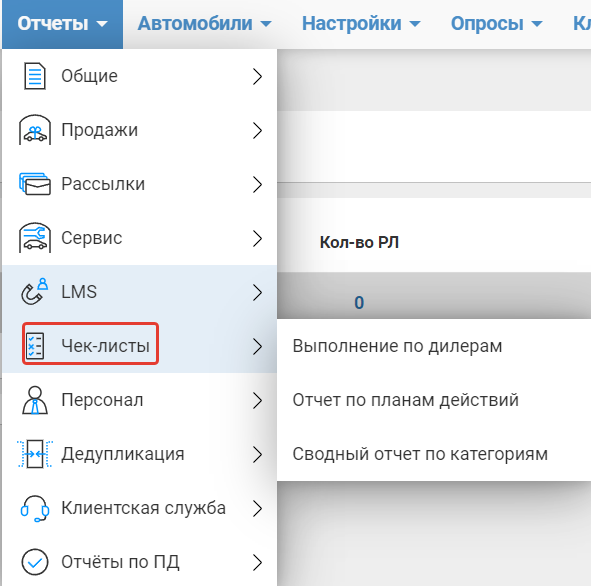 Отчеты Автомобили Настройки Опросы Кл
Общие
Продажи
Рассылки
Сервис
Кол-во РЛ
LMS
0
Чек-листы
Выполнение по дилерам
Персонал
Отчет по планам действий
Дедупликация
Сводный отчет по категориям
Клиентская служба
Отчёты по ПД